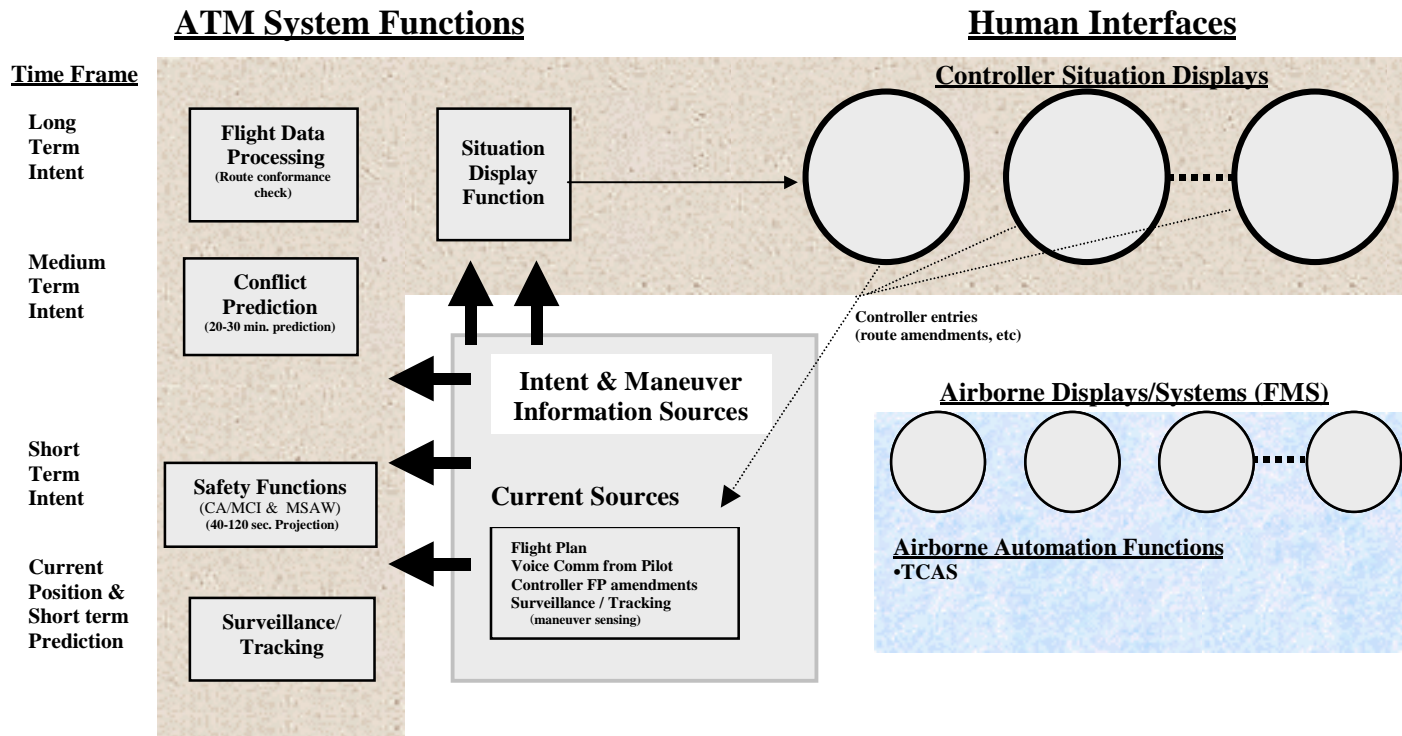 ATM System Functions
Human Interfaces
Time Frame
Long
Term
Intent
Medium
Term
Intent
Short
Term
Intent
Current
Position &
Short term
Prediction
Flight Data
Processing
(Route conformance
check)
Conflict
Prediction
(20-30 min. prediction)
Safety Functions
(CA/MCI & MSAW)
(40-120 sec. Projection)
Surveillance/
Tracking
Situation
Display
Function
Controller Situation Displays
Controller entries
(route amendments, etc)
Intent & Maneuver
Information Sources
Current Sources
Flight Plan
Voice Comm from Pilot
Controller FP amendments
Surveillance / Tracking
(maneuver sensing)
Airborne Displays/Systems (FMS)
Airborne Automation Functions
•TCAS